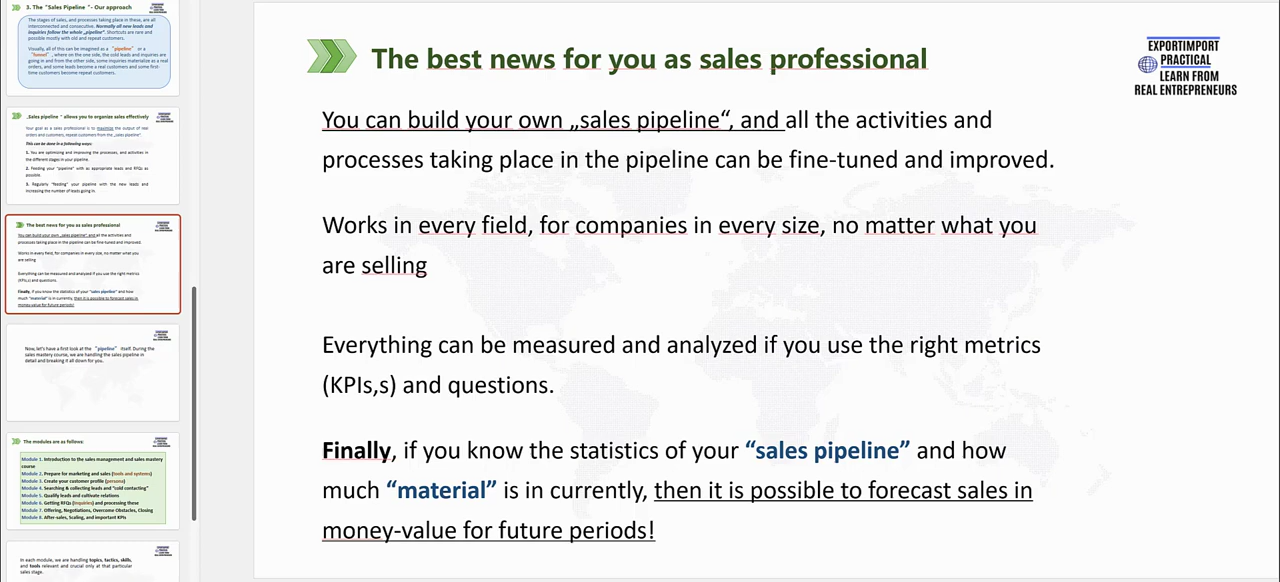 3. The "Sales Pipeline "- Our approach
The stages of sales, and processes taking place in these, are all
interconnected and consecutive. Normally all new leads and
inquiries follow the whole „pipeline“. Shortcuts are rare and
possible mostly with old and repeat customers.
Visually, all of this can be imagined as a "pipeline" or a
"funnel" , where on the one side, the cold leads and inquiries are
going in and from the other side, some inquiries materialize as a real
orders, and some leads become a real customers and some first-
time customers become repeat customers.
„Sales pipeline " allows you to organize sales effectively
Your goal as a sales professional is to maximize the output of real
orders and customers, repeat customers from the „sales pipeline“.
This can be done in a following ways:
1. You are optimizing and improving the processes, and activities in
the different stages in your pipeline.
2. Feeding your "pipeline" with as appropriate leads and RFQs as
possible.
3. Regularly "feeding" your pipeline with the new leads and
increasing the number of leads going in.
The best news for you as sales professional
You can build your own „sales pipeline“, and all the activities and
processes taking place in the pipeline can be fine-tuned and improved.
Works in every field, for companies in every size, no matter what you
are selling
Everything can be measured and analyzed if you use the right metrics
(KPIs,s) and questions.
Finally, if you know the statistics of your "sales pipeline" and how
much "material" is in currently, then it is possible to forecast sales in
money-value for future periods!
Now, let's have a first look at the "pipeline" itself. During the
sales mastery course, we are handling the sales pipeline in
detail and breaking it all down for you.
The modules are as follows:
Module 1. Introduction to the sales management and sales mastery
course
Module 2. Prepare for marketing and sales (tools and systems)
Module 3. Create your customer profile (persona)
Module 4. Searching & collecting leads and "cold contacting"
Module 5. Qualify leads and cultivate relations
Module 6. Getting RFQs (inquiries) and processing these
Module 7. Offering, Negotiations, Overcome Obstacles, Closing
Module 8. After-sales, Scaling, and important KPIs
In each module, we are handling topics, tactics, skills,
and tools relevant and crucial only at that particular
sales stage.
The best news for you as sales professional
EXPORTIMPORT
PRACTICAL
LEARN FROM
REAL ENTREPRENEURS
You can build your own „sales pipeline“, and all the activities and
processes taking place in the pipeline can be fine-tuned and improved.
Works in every field, for companies in every size, no matter what you
are selling
Everything can be measured and analyzed if you use the right metrics
(KPIs,s) and questions.
Finally, if you know the statistics of your “sales pipeline” and how
much “material” is in currently, then it is possible to forecast sales in
money-value for future periods!